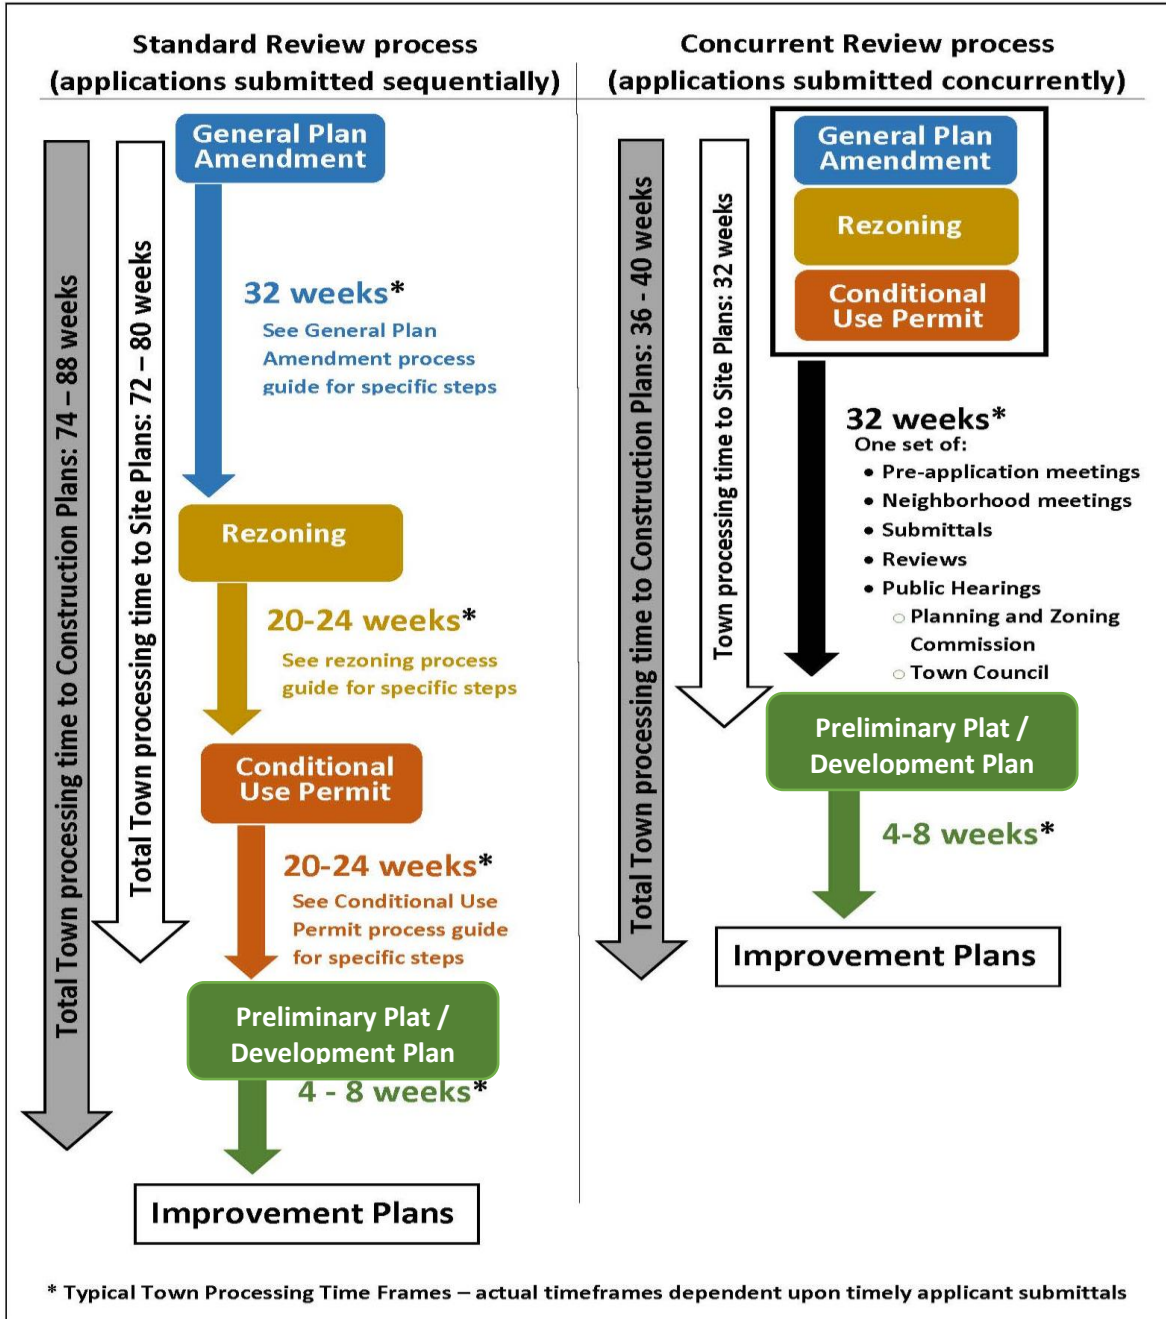 Standard Review process
(applications submitted sequentially)
Total Town processing time to Construction Plans: 74 – 88 weeks
Total Town processing time to Site Plans: 72 – 80 weeks
General Plan
Amendment
32 weeks*
See General Plan
Amendment process
guide for specific steps
Rezoning
20-24 weeks*
See rezoning process
guide for specific steps
Conditional
Use Permit
20-24 weeks*
See Conditional Use
Permit process guide
for specific steps
Preliminary Plat /
Development Plan
4 - 8 weeks*
Improvement Plans
Concurrent Review process
(applications submitted concurrently)
Total Town processing time to Construction Plans: 36 - 40 weeks
Town processing time to Site Plans: 32 weeks
General Plan
Amendment
Rezoning
Conditional
Use Permit
32 weeks*
One set of:
• Pre-application meetings
• Neighborhood meetings
• Submittals
• Reviews
• Public Hearings
○ Planning and Zoning
Commission
○ Town Council
Preliminary Plat /
Development Plan
4-8 weeks*
Improvement Plans
* Typical Town Processing Time Frames – actual timeframes dependent upon timely applicant submittals